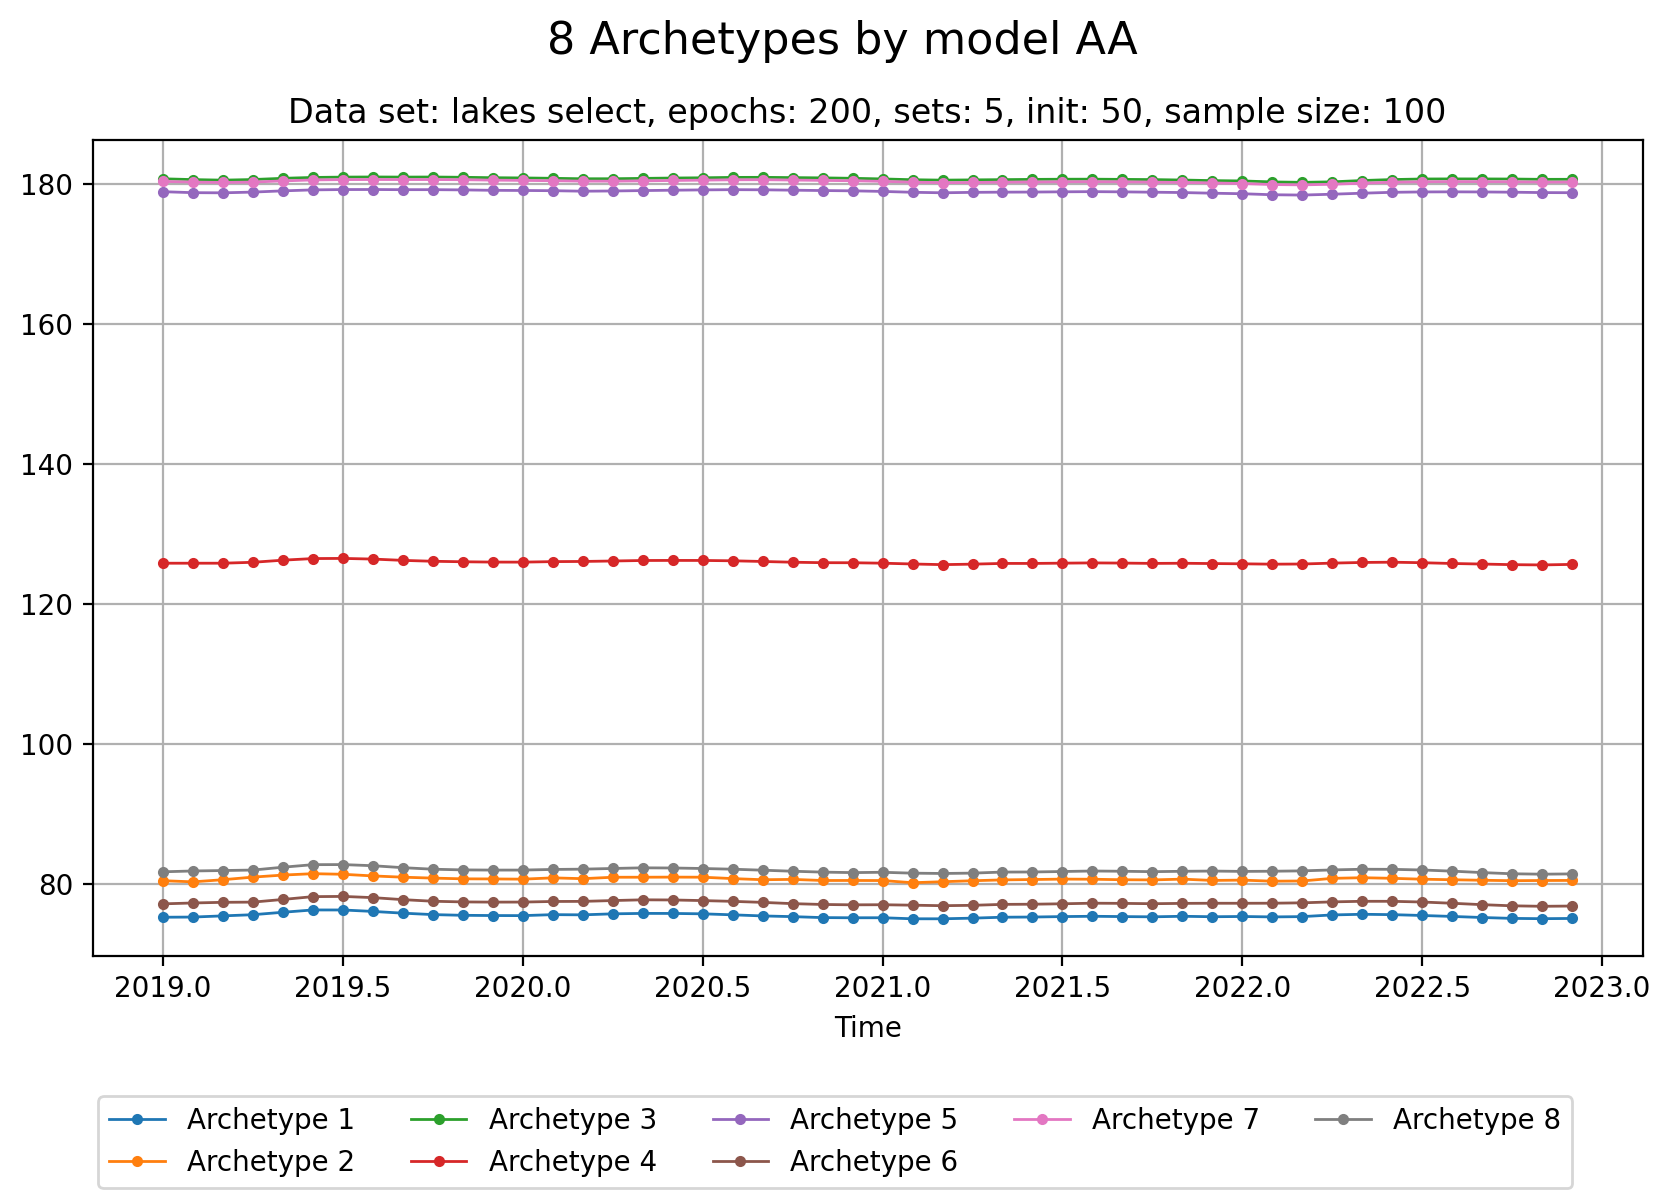 8 Archetypes by model AA
Data set: lakes select, epochs: 200, sets: 5, init: 50, sample size: 100
180
160
140
120
100
80
2019.0 2019.5 2020.0 2020.5 2021.0 2021.5 2022.0 2022.5 2023.0
Time
Archetype 1 Archetype 3 Archetype 5 Archetype 7 Archetype 8
Archetype 2 Archetype 4 Archetype 6